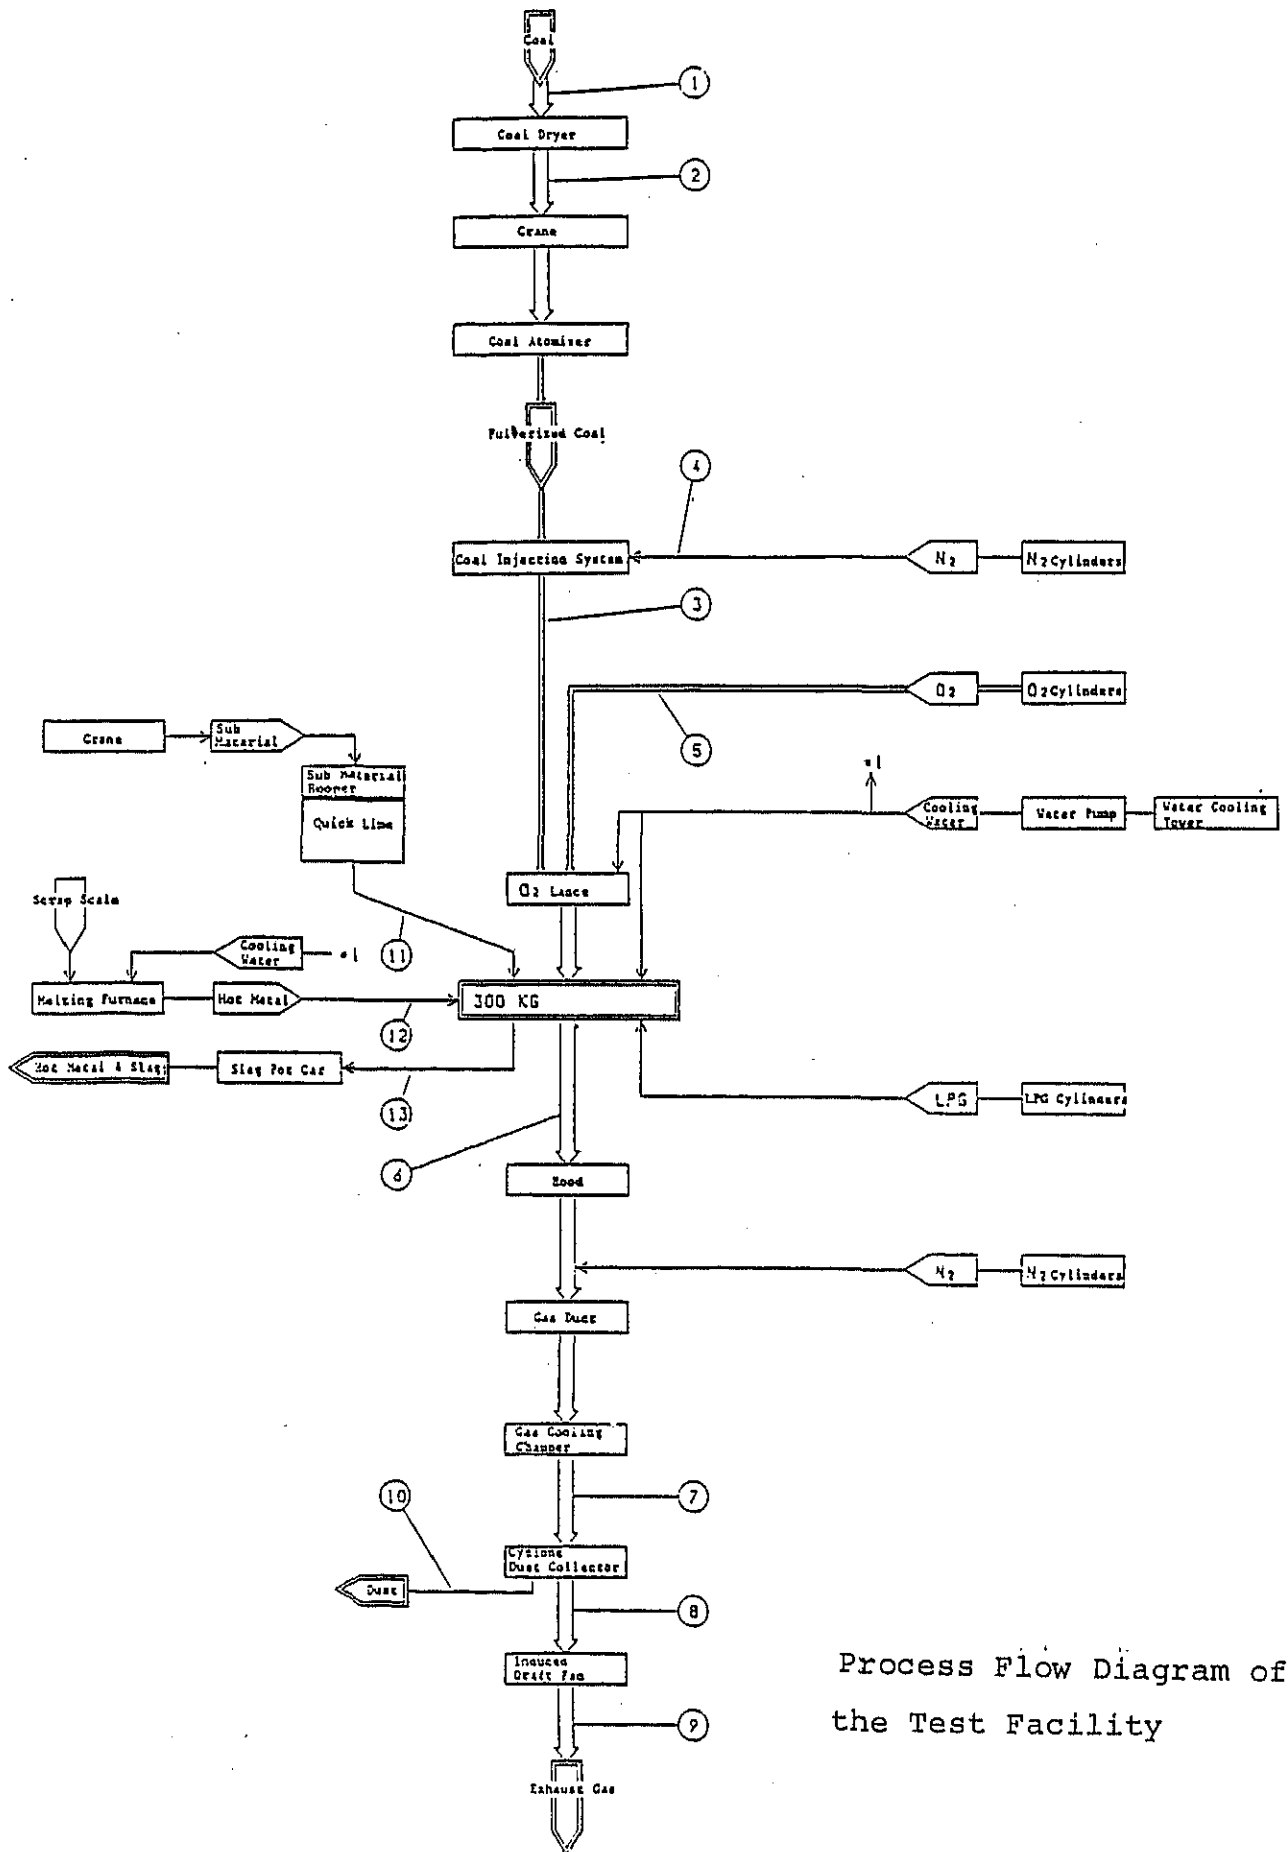 Coal
1
Coal Dryer
2
Crane
Coal Atomizer
Pulverized Coal
4
Coal Injection System
N2
N2 Cylinders
3
O2
O2 Cylinders
5
Crane
Sub
Material
*1
Sub Material
Hopper
Quick Lime
Cooling
Water
Water Pump
Water Cooling
Tower
O2 Lance
Scrap Scale
11
Cooling
Water
*1
Melting Furnace
Hot Metal
12
300 KG
Hot Metal & Slag
Slag Pot Car
13
LPG
LPG Cylinders
6
Hood
N2
N2 Cylinders
Gas Duct
Gas Cooling
Chamber
10
7
Cyclone
Dust Collector
Dust
8
Induced
Draft Fan
Process Flow Diagram of
the Test Facility
9
Exhaust Gas